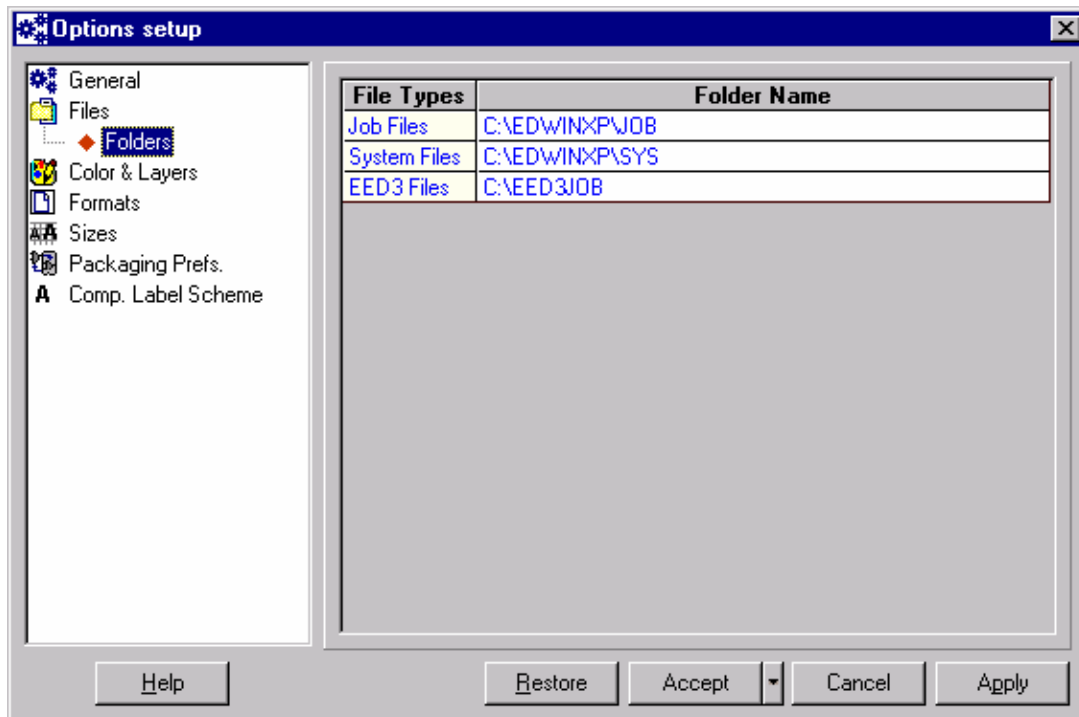 Options setup
General
Files
Folders
Color & Layers
Formats
Sizes
Packaging Prefs.
A Comp. Label Scheme
File Types Folder Name
Job Files C:\EDWINXP\JOB
System Files C:\EDWINXP\SYS
EED3 Files C:\EED3JOB
Help Restore Accept Cancel Apply